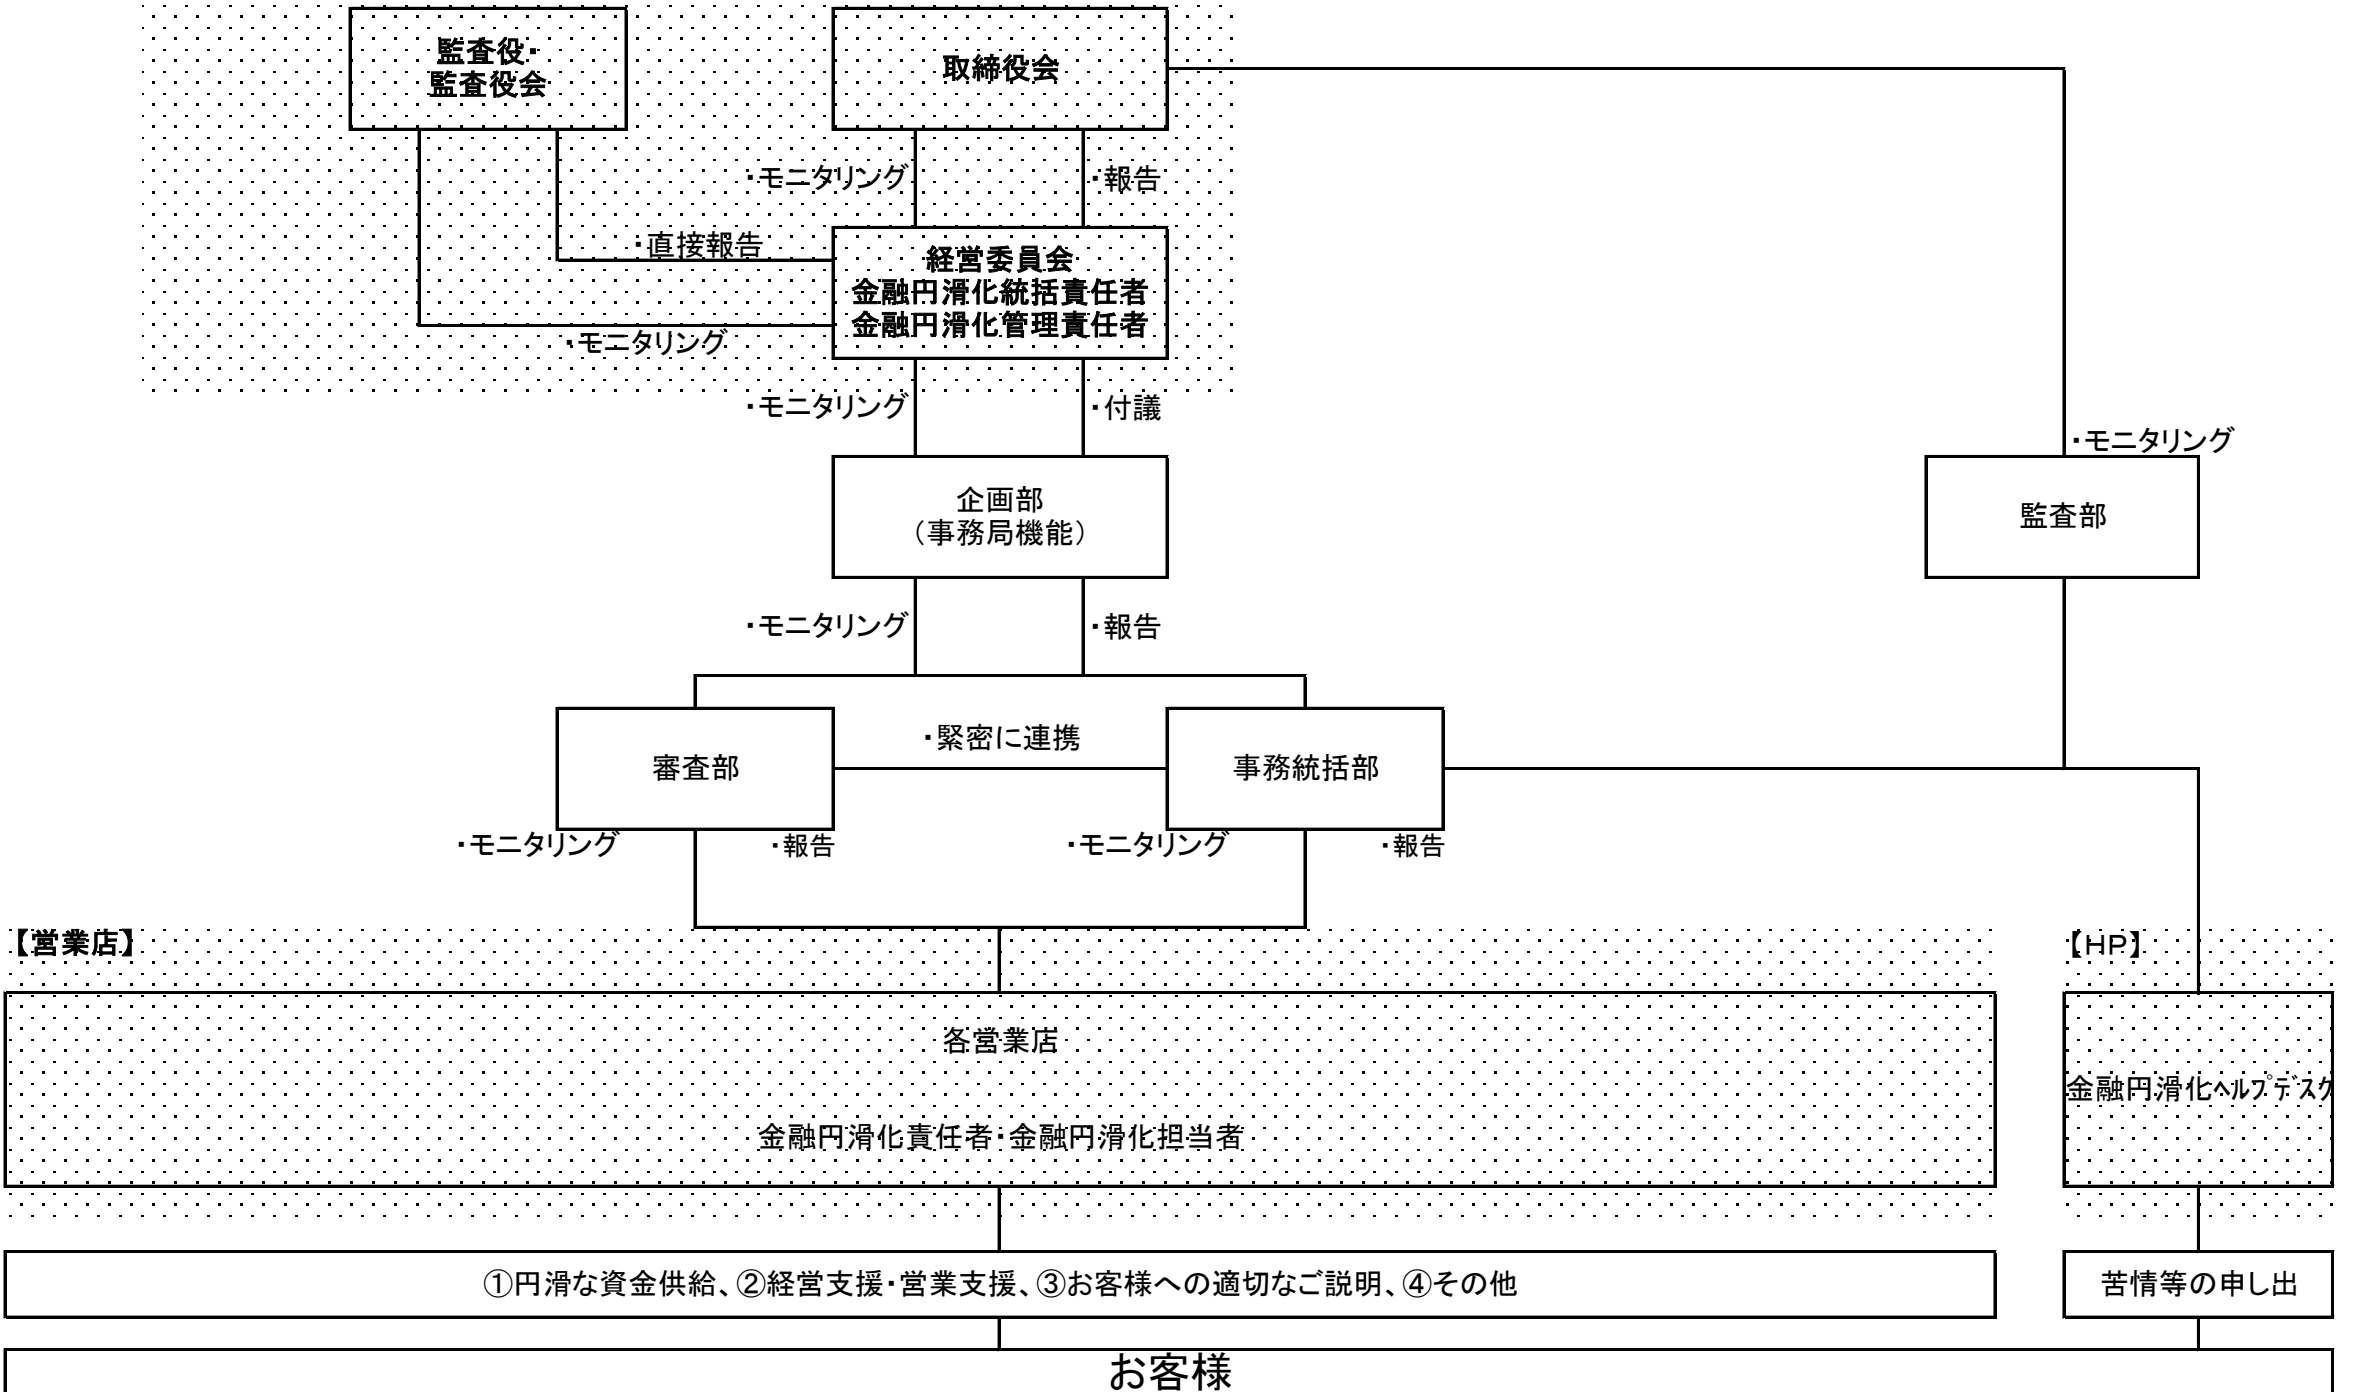 監査役・
監査役会
取締役会
・モニタリング
・報告
・直接報告
経営委員会
金融円滑化統括責任者
金融円滑化管理責任者
・モニタリング
・モニタリング
・付議
・モニタリング
企画部
（事務局機能）
監査部
・モニタリング
・報告
・緊密に連携
審査部
事務統括部
・モニタリング
・報告
・モニタリング
・報告
【営業店】
【HP】
各営業店
金融円滑化ﾍﾙﾌﾟﾃﾞｽｸ
金融円滑化責任者・金融円滑化担当者
①円滑な資金供給、②経営支援・営業支援、③お客様への適切なご説明、④その他
苦情等の申し出
お客様